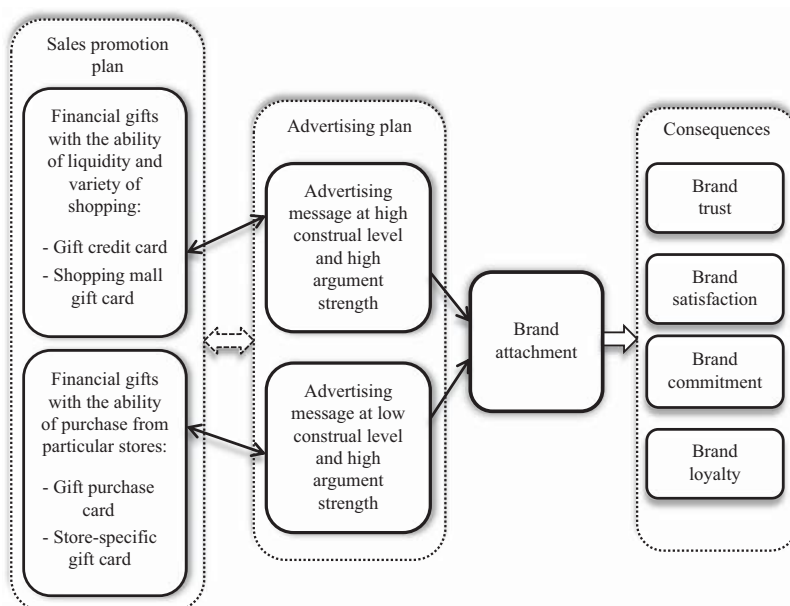 Sales promotion
plan
Financial gifts
with the ability
of liquidity and
variety of
shopping:
- Gift credit card
- Shopping mall
gift card
Financial gifts
with the ability
of purchase from
particular stores:
- Gift purchase
card
- Store-specific
gift card
Advertising plan
Advertising
message at high
construal level
and high
argument
strength
Advertising
message at low
construal level
and high
argument
strength
Brand
attachment
Consequences
Brand
trust
Brand
satisfaction
Brand
commitment
Brand
loyalty